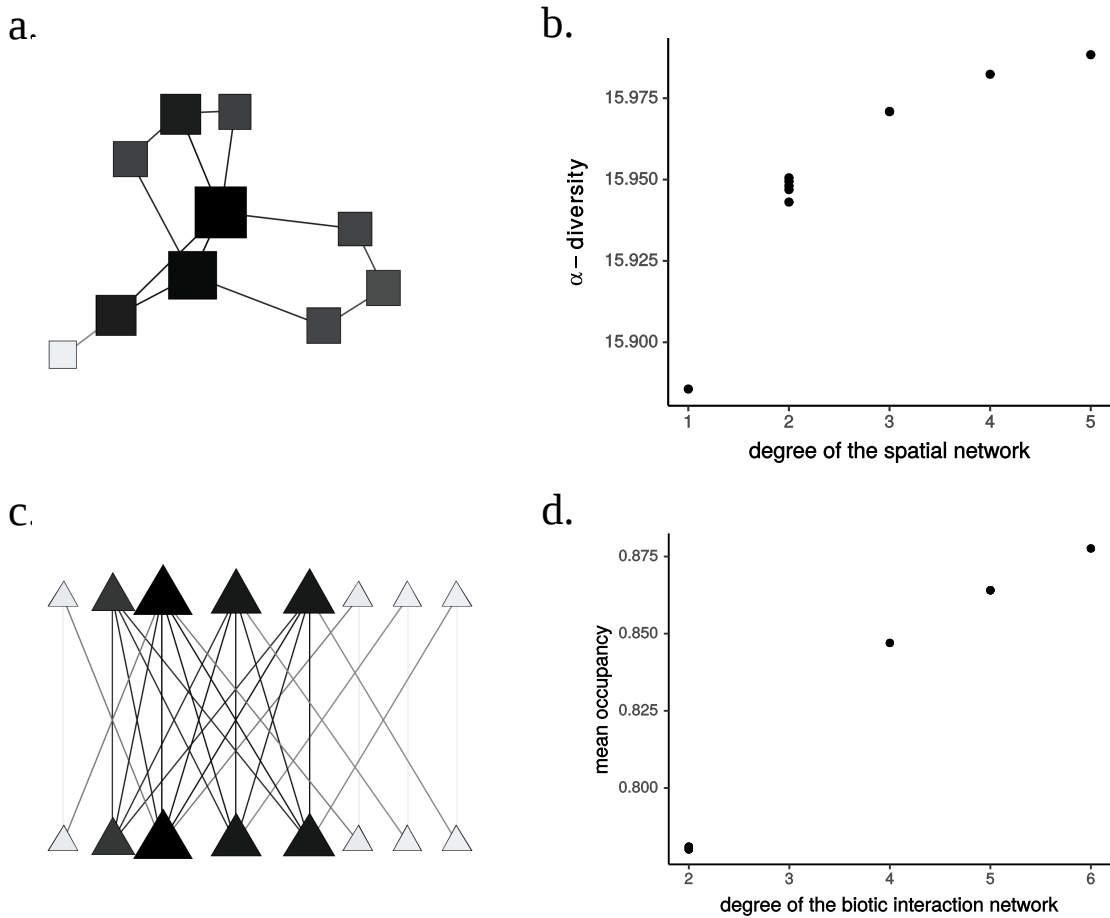 a.
b.
15.975
15.950
15.925
15.900
α – diversity
1 2 3 4 5
degree of the spatial network
c.
d.
0.875
0.850
0.825
0.800
mean occupancy
2 3 4 5 6
degree of the biotic interaction network